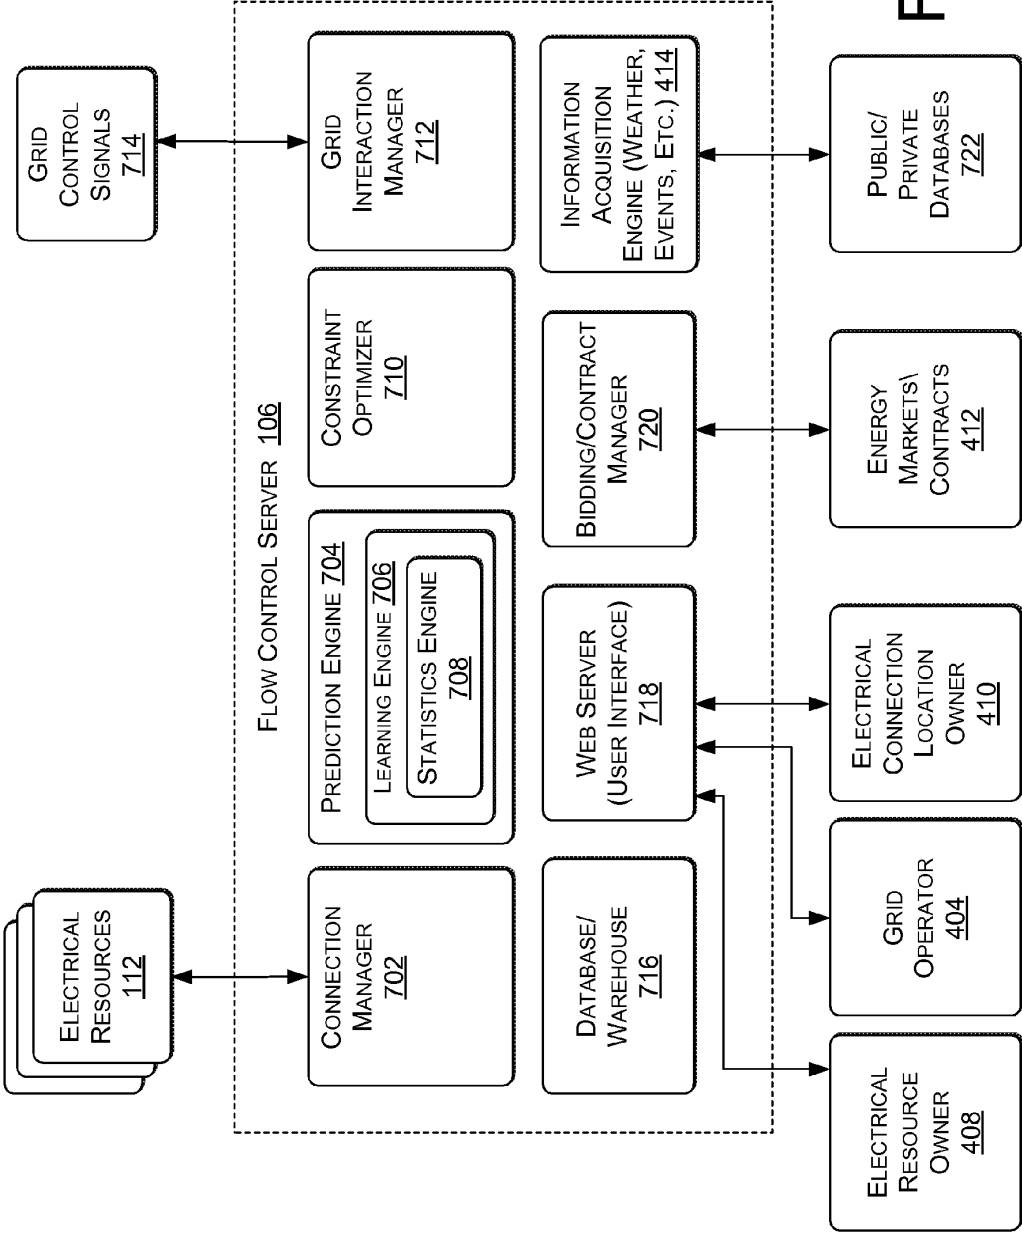 ELECTRICAL
RESOURCES
112
GRID
CONTROL
SIGNALS
714
FLOW CONTROL SERVER 106
CONNECTION
MANAGER
702
PREDICTION ENGINE 704
LEARNING ENGINE 706
STATISTICS ENGINE
708
CONSTRAINT
OPTIMIZER
710
GRID
INTERACTION
MANAGER
712
DATABASE/
WAREHOUSE
716
WEB SERVER
(USER INTERFACE)
718
BIDDING/CONTRACT
MANAGER
720
INFORMATION
ACQUISITION
ENGINE (WEATHER,
EVENTS, ETC.) 414
ELECTRICAL
RESOURCE
OWNER
408
GRID
OPERATOR
404
ELECTRICAL
CONNECTION
LOCATION
OWNER
410
ENERGY
MARKETS\
CONTRACTS
412
PUBLIC/
PRIVATE
DATABASES
722
F